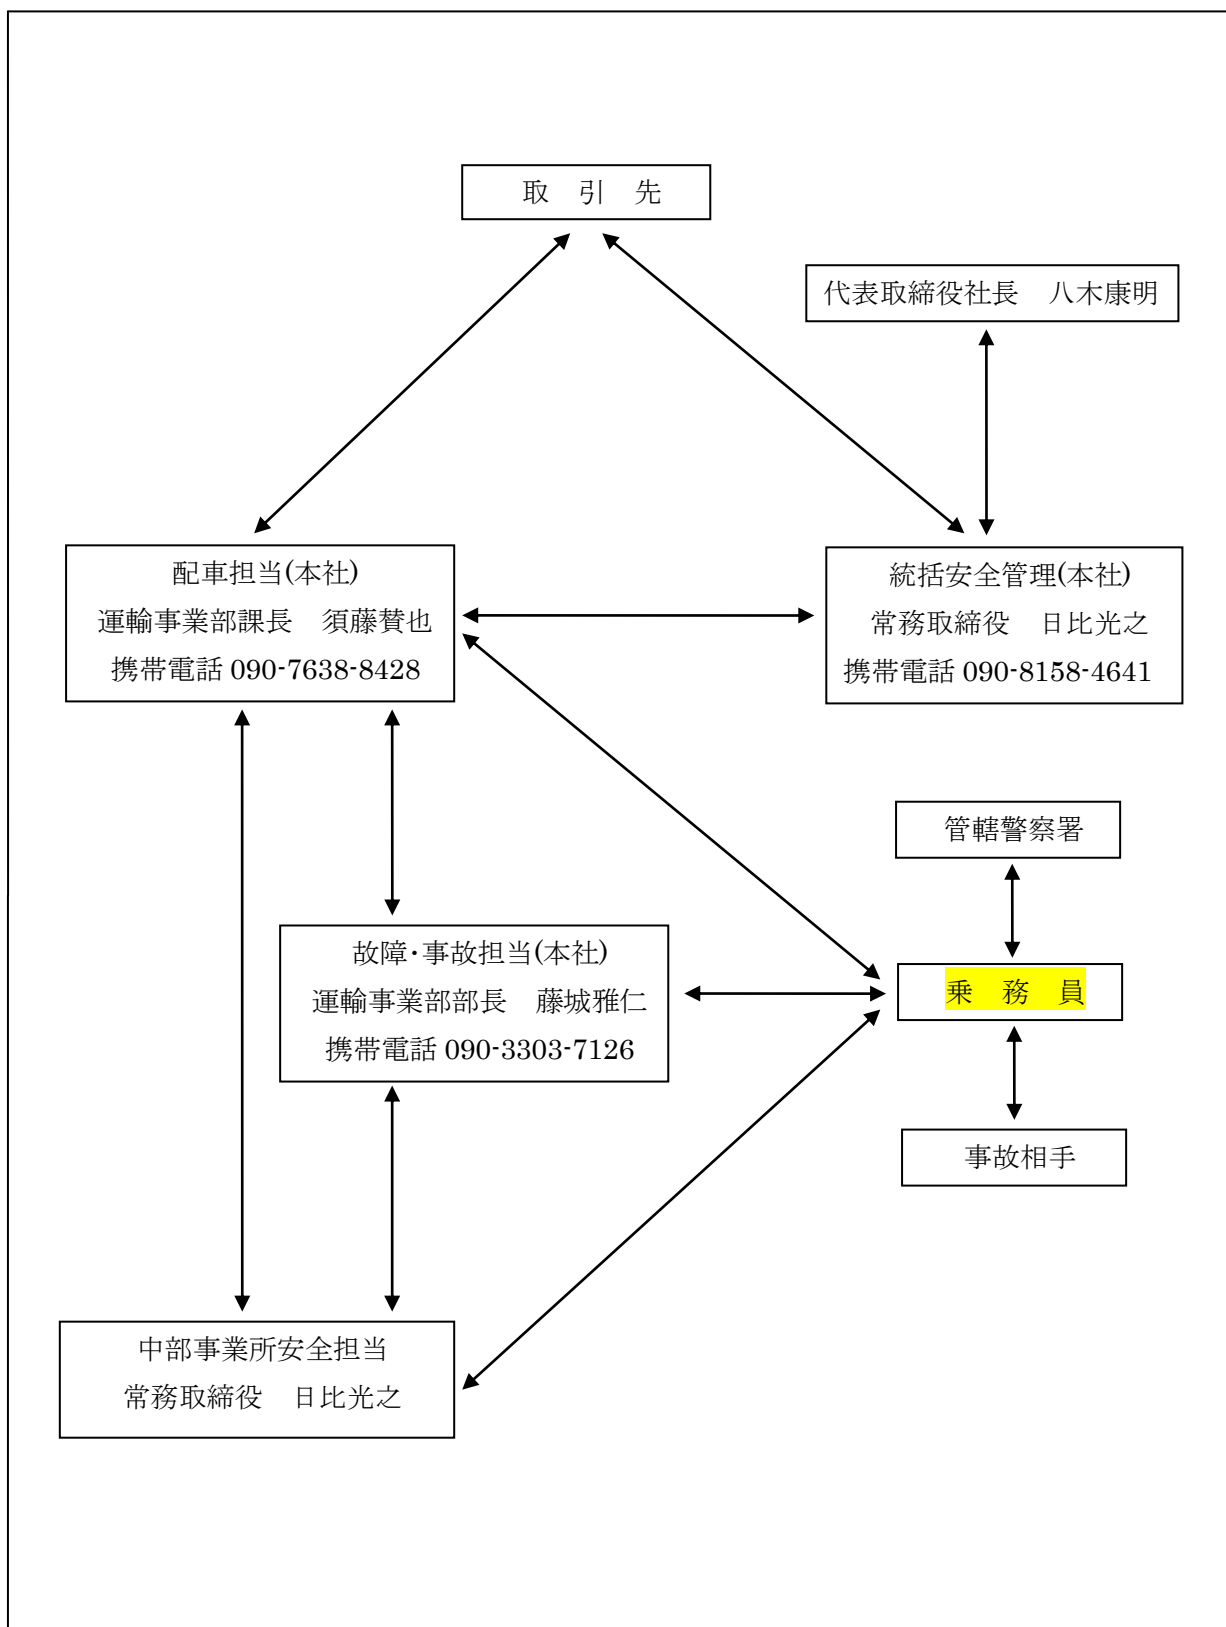 取　引　先
代表取締役社長　八木康明
配車担当(本社)
運輸事業部課長　須藤賛也
携帯電話 090-7638-8428
統括安全管理(本社)
常務取締役　日比光之
携帯電話 090-8158-4641
管轄警察署
故障･事故担当(本社)
運輸事業部部長　藤城雅仁
携帯電話 090-3303-7126
乗　務　員
事故相手
中部事業所安全担当
常務取締役　日比光之